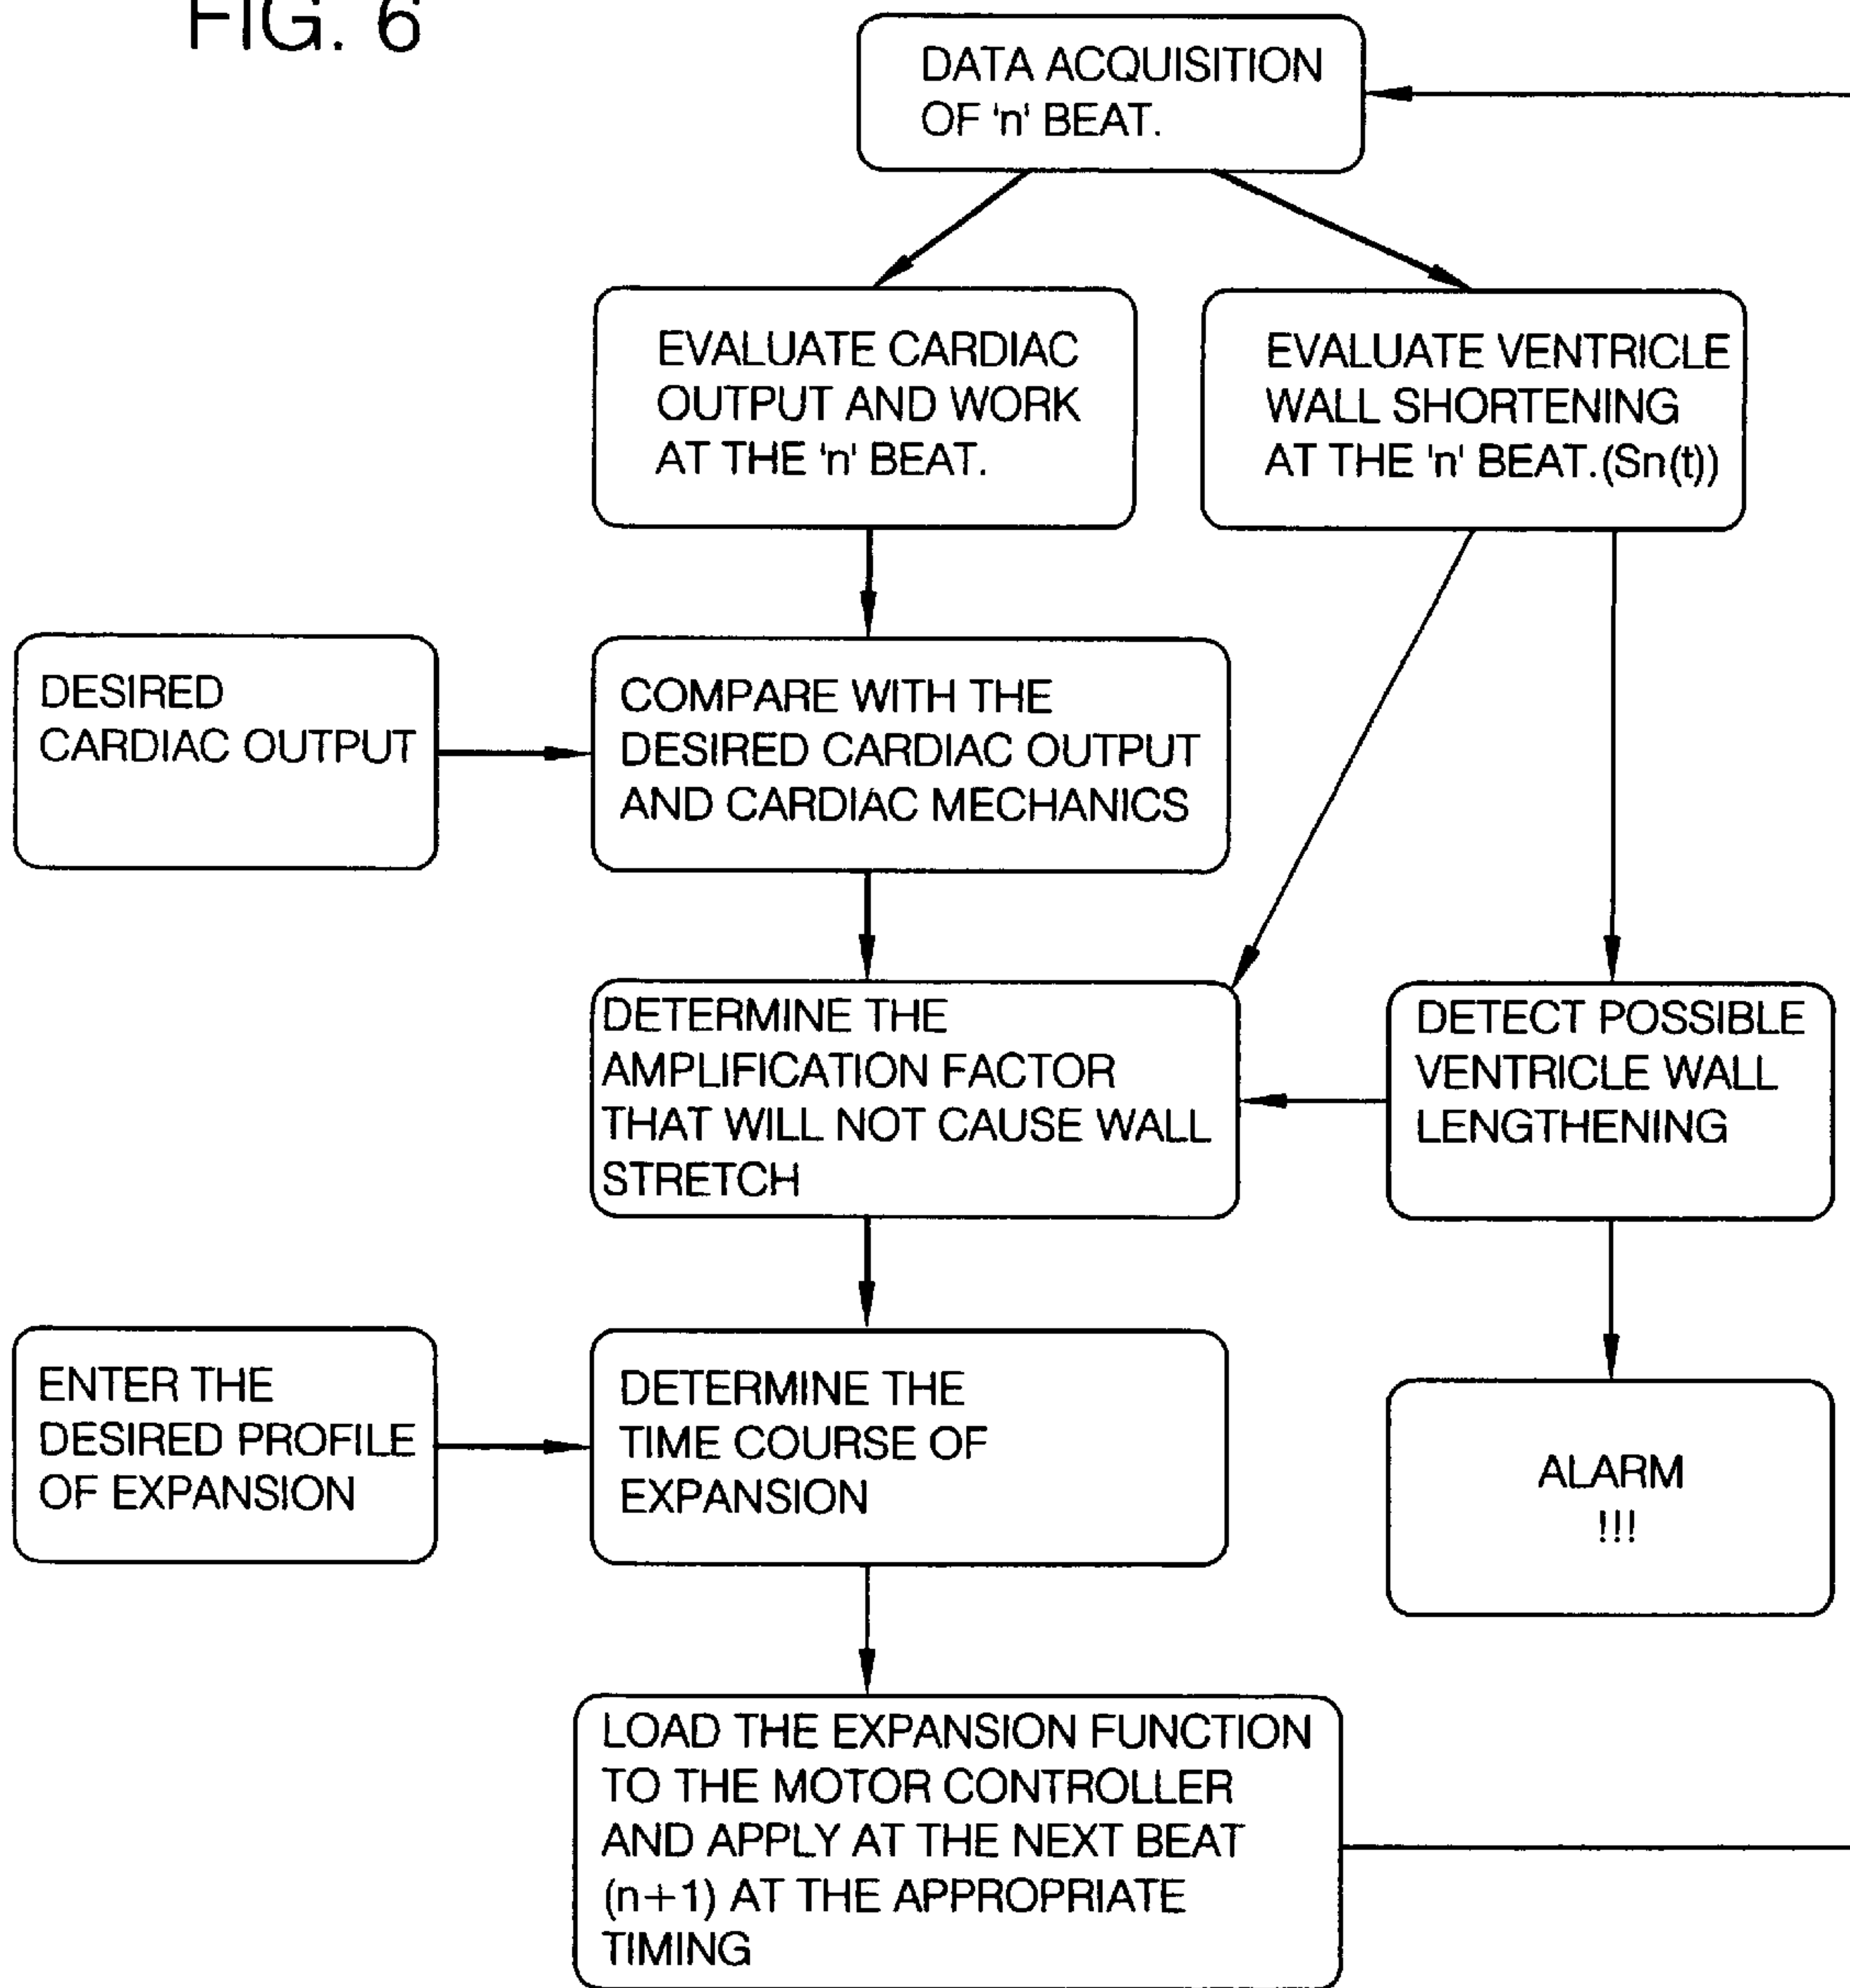 FIG. 6
DATA ACQUISITION
OF 'n' BEAT.
EVALUATE CARDIAC
OUTPUT AND WORK
AT THE 'n' BEAT.
EVALUATE VENTRICLE
WALL SHORTENING
AT THE 'n' BEAT.(Sn(t))
DESIRED
CARDIAC OUTPUT
COMPARE WITH THE
DESIRED CARDIAC OUTPUT
AND CARDIAC MECHANICS
DETERMINE THE
AMPLIFICATION FACTOR
THAT WILL NOT CAUSE WALL
STRETCH
DETECT POSSIBLE
VENTRICLE WALL
LENGTHENING
ENTER THE
DESIRED PROFILE
OF EXPANSION
DETERMINE THE
TIME COURSE OF
EXPANSION
ALARM
!!!
LOAD THE EXPANSION FUNCTION
TO THE MOTOR CONTROLLER
AND APPLY AT THE NEXT BEAT
(n+1) AT THE APPROPRIATE
TIMING